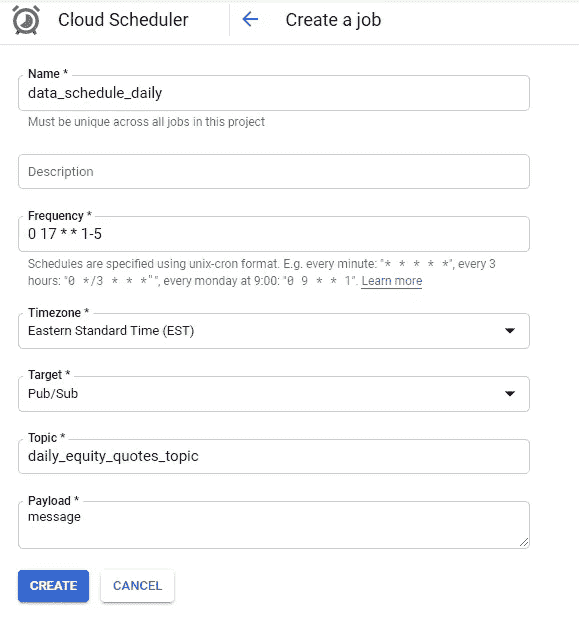 Cloud Scheduler
Create a job
Name *
data_schedule_daily
Must be unique across all jobs in this project
Description
Frequency *
0 17 * * 1-5
Schedules are specified using unix-cron format. E.g. every minute: "* * * * *", every 3
hours: "0 */3 * * *"", every monday at 9:00: "0 9 * * 1". Learn more
Timezone *
Eastern Standard Time (EST)
Target *
Pub/Sub
Topic *
daily_equity_quotes_topic
Payload *
message
CREATE
CANCEL